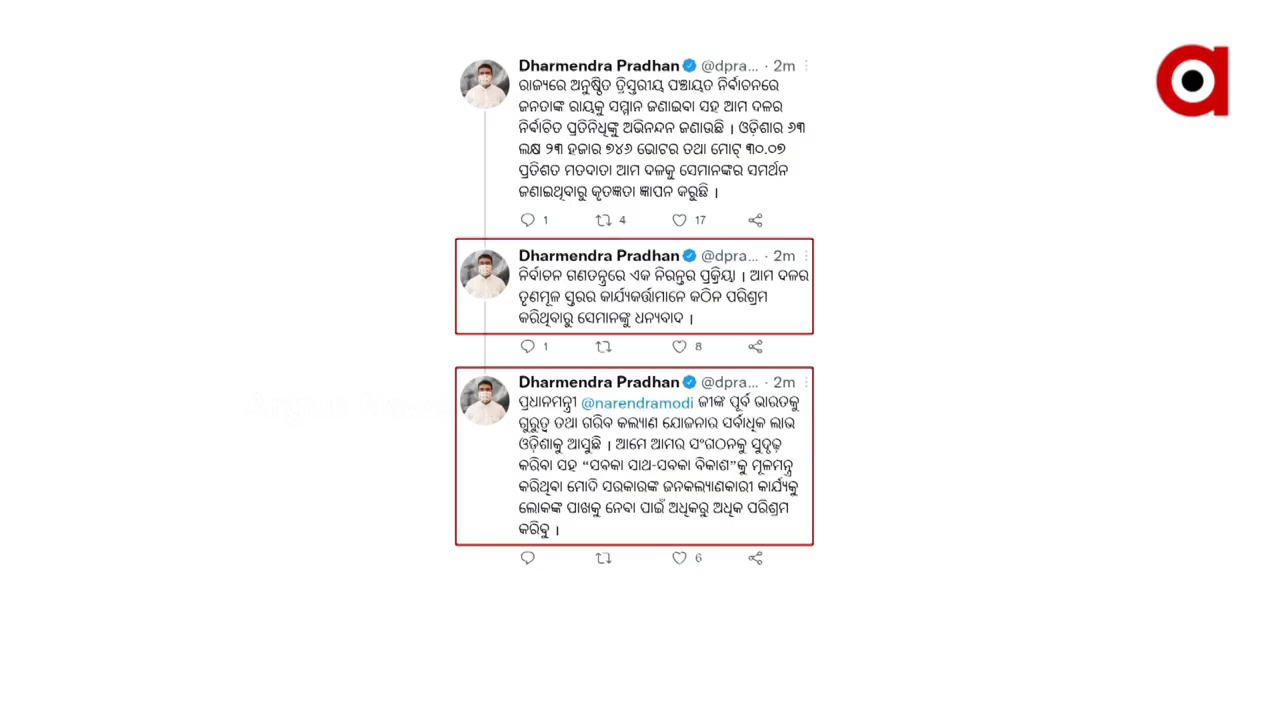 Dharmendra Pradhan @dpra... · 2m
ରାଜ୍ୟରେ ଅନୁଷ୍ଠିତ ତ୍ରିସ୍ତରୀୟ ପଞ୍ଚାୟତ ନିର୍ବାଚନରେ
ଜନତାଙ୍କ ରାୟକୁ ସମ୍ମାନ ଜଣାଇବା ସହ ଆମ ଦଳର
ନିର୍ବାଚିତ ପ୍ରତିନିଧିଙ୍କୁ ଅଭିନନ୍ଦନ ଜଣାଉଛି । ଓଡ଼ିଶାର ୬୩
ଲକ୍ଷ ୨୩ ହଜାର ୭୪୬ ଭୋଟର ତଥା ମୋଟ୍ ୩୦.୦୭
ପ୍ରତିଶତ ମତଦାତା ଆମ ଦଳକୁ ସେମାନଙ୍କର ସମର୍ଥନ
ଜଣାଇଥିବାରୁ କୃତଜ୍ଞତା ଜ୍ଞାପନ କରୁଛି ।
1 4 17
Dharmendra Pradhan @dpra... · 2m
ନିର୍ବାଚନ ଗଣତନ୍ତ୍ରରେ ଏକ ନିରନ୍ତର ପ୍ରକ୍ରିୟା । ଆମ ଦଳର
ତୃଣମୂଳ ସ୍ତରର କାର୍ଯ୍ୟକର୍ତ୍ତାମାନେ କଠିନ ପରିଶ୍ରମ
କରିଥିବାରୁ ସେମାନଙ୍କୁ ଧନ୍ୟବାଦ ।
1 8
Dharmendra Pradhan @dpra... · 2m
ପ୍ରଧାନମନ୍ତ୍ରୀ @narendramodi ଜୀଙ୍କ ପୂର୍ବ ଭାରତକୁ
ଗୁରୁତ୍ୱ ତଥା ଗରିବ କଲ୍ୟାଣ ଯୋଜନାର ସର୍ବାଧିକ ଲାଭ
ଓଡ଼ିଶାକୁ ଆସୁଛି । ଆମେ ଆମର ସଂଗଠନକୁ ସୁଦୃଢ଼
କରିବା ସହ “ସବକା ସାଥ-ସବକା ବିକାଶ”କୁ ମୂଳମନ୍ତ୍ର
କରିଥିବା ମୋଦି ସରକାରଙ୍କ ଜନକଲ୍ୟାଣକାରୀ କାର୍ଯ୍ୟକୁ
ଲୋକଙ୍କ ପାଖକୁ ନେବା ପାଇଁ ଅଧିକରୁ ଅଧିକ ପରିଶ୍ରମ
କରିବୁ ।
6